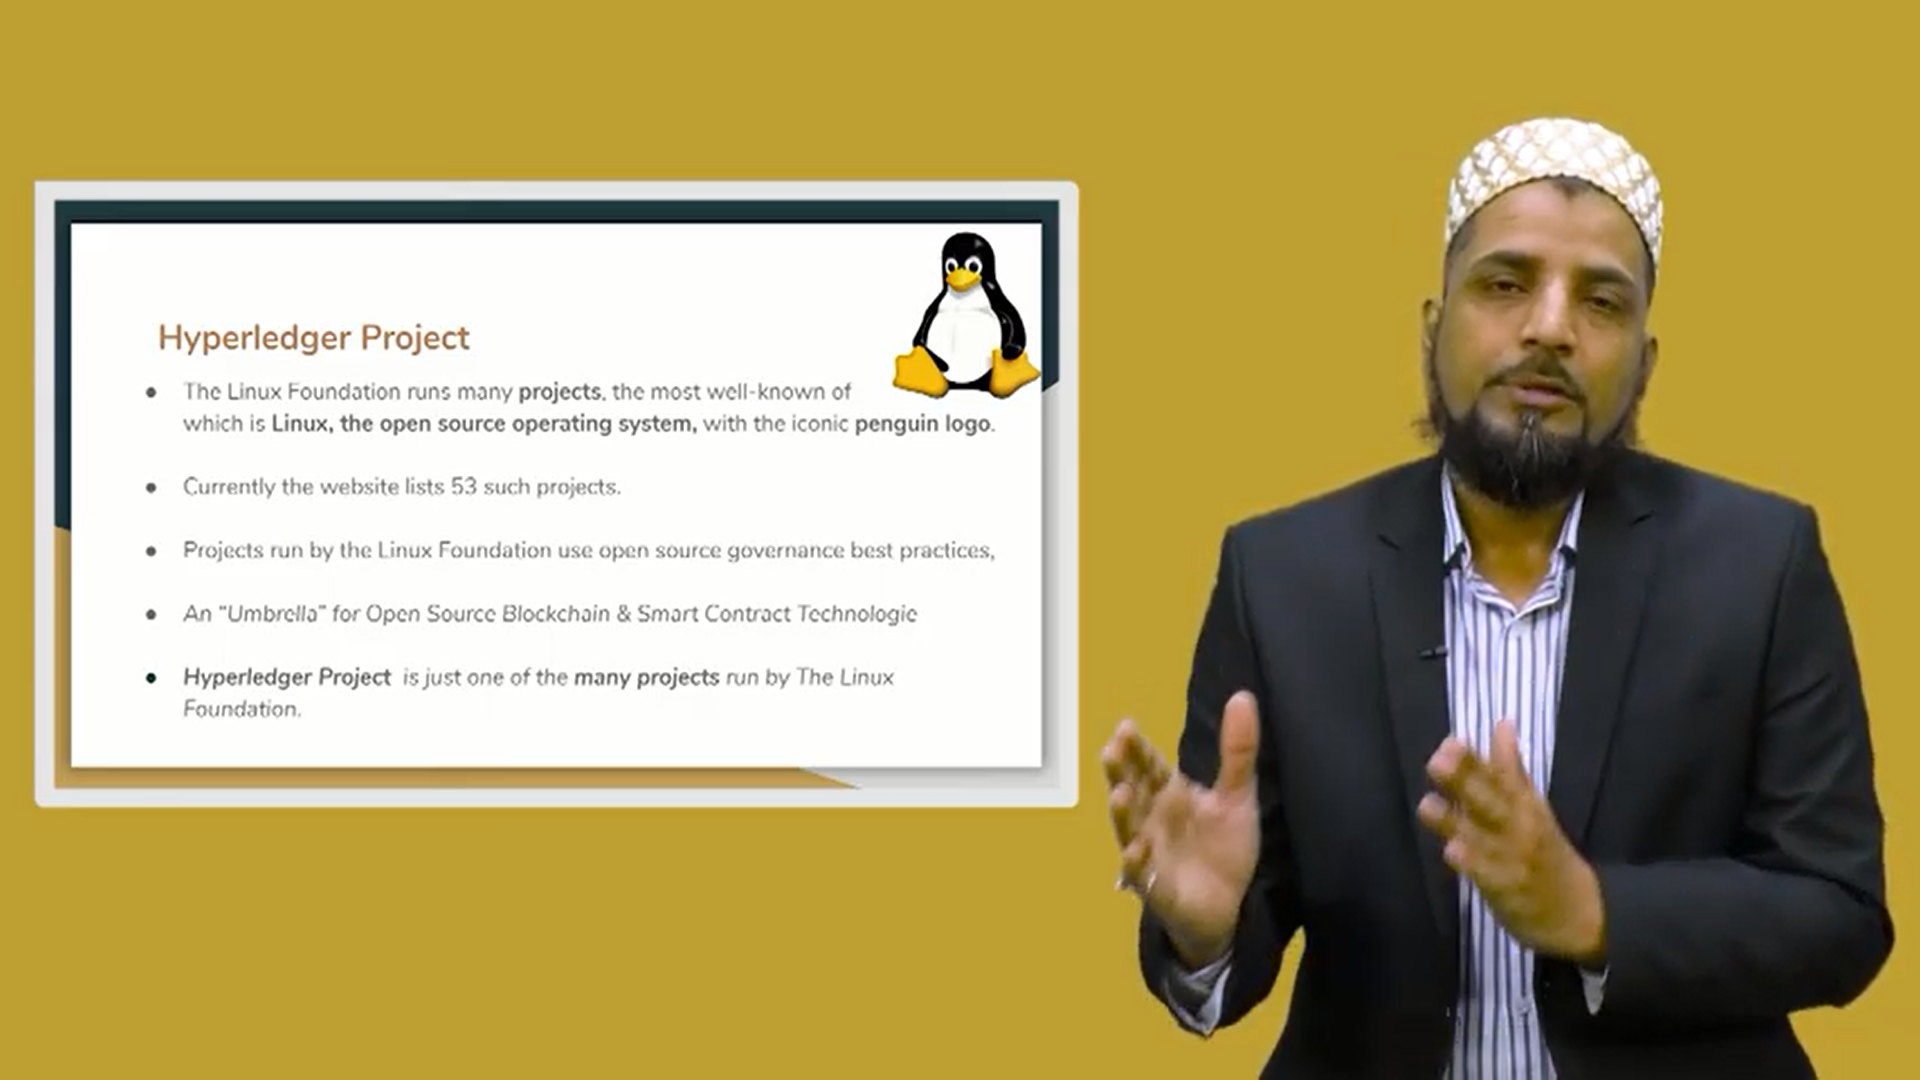 Hyperledger Project
The Linux Foundation runs many projects, the most well-known of
which is Linux, the open source operating system, with the iconic penguin logo.
Currently the website lists 53 such projects.
Projects run by the Linux Foundation use open source governance best practices,
An "Umbrella" for Open Source Blockchain & Smart Contract Technologie
Hyperledger Project is just one of the many projects run by The Linux
Foundation.